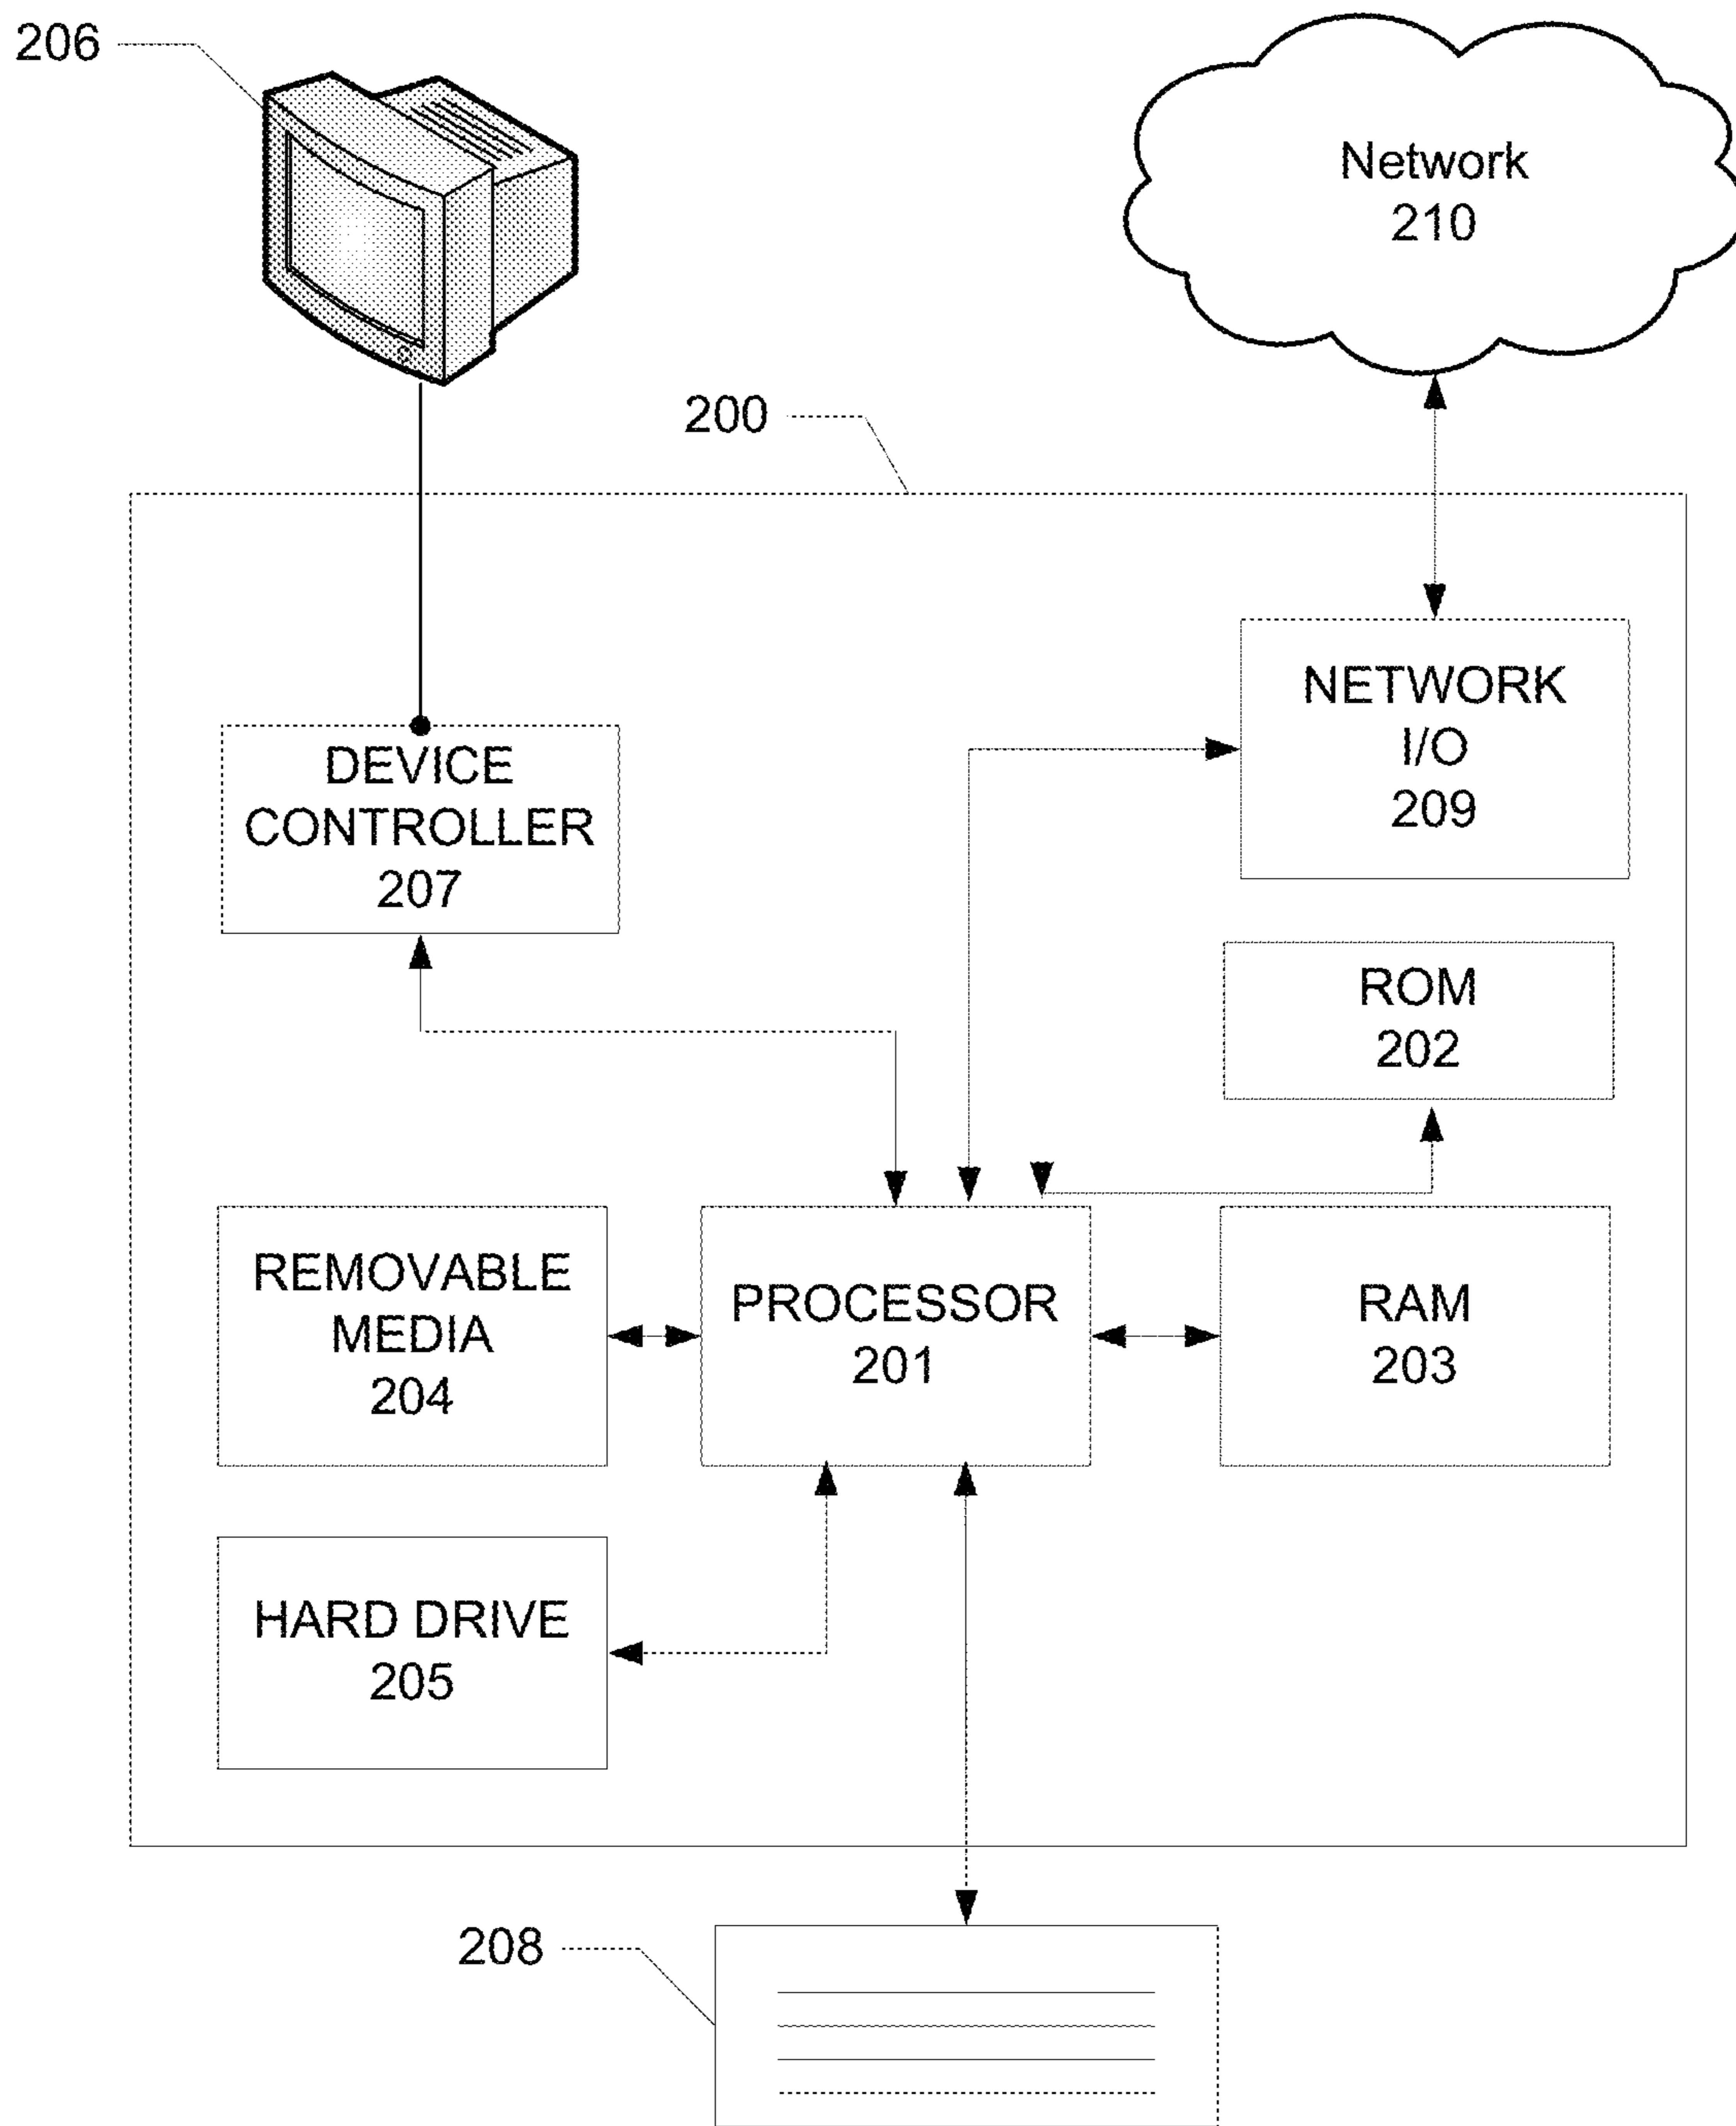 206
Network
210
200
NETWORK
I/O
209
DEVICE
CONTROLLER
207
ROM
202
REMOVABLE
MEDIA
204
PROCESSOR
201
RAM
203
HARD DRIVE
205
208